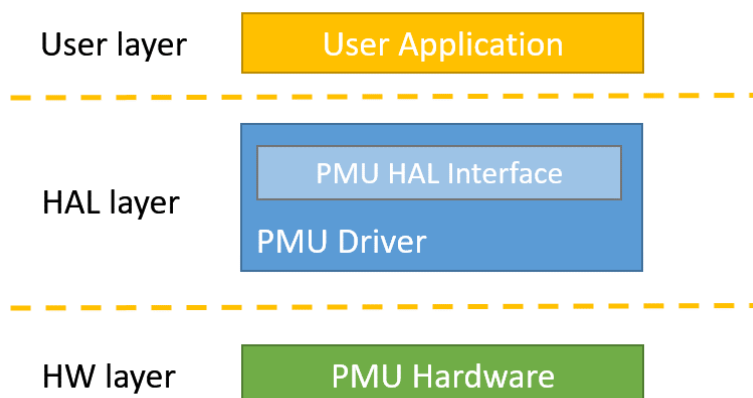 User layer
User Application
HAL layer
PMU HAL Interface
PMU Driver
HW layer
PMU Hardware